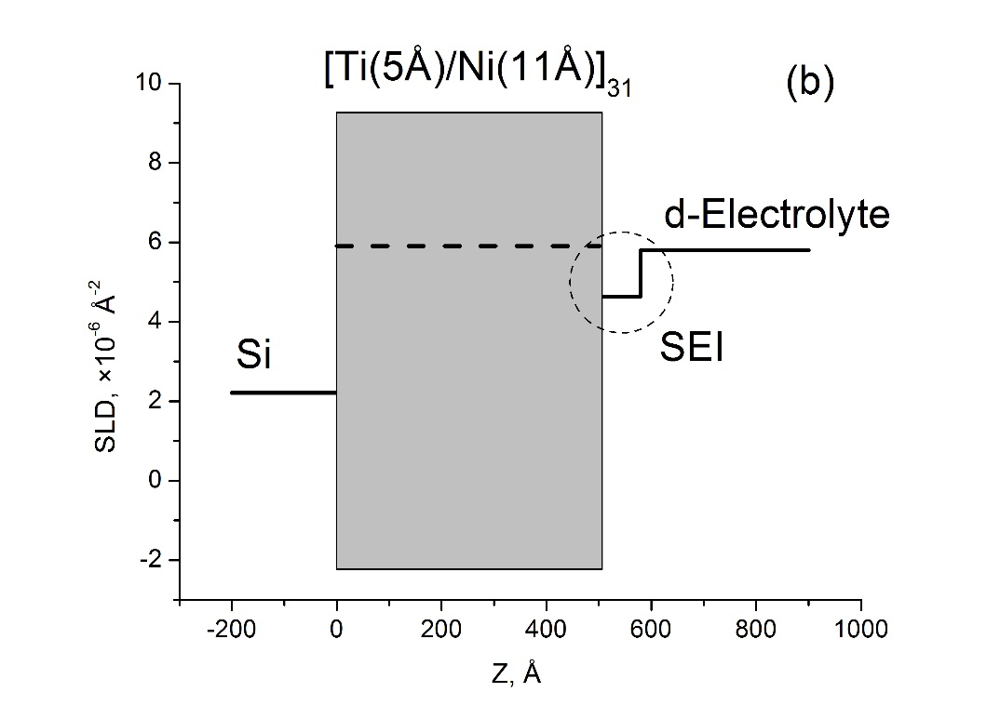 [Ti(5Å)/Ni(11Å)]₃₁
(b)
10
8
6
4
2
0
-2
SLD, ×10⁻⁶ Å⁻²
d-Electrolyte
SEI
Si
-200 0 200 400 600 800 1000
Z, Å